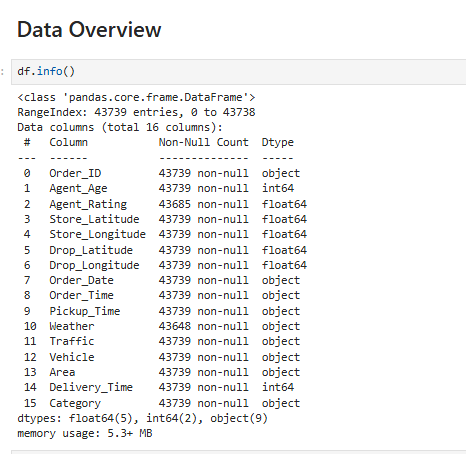 Data Overview
: df.info()
<class 'pandas.core.frame.DataFrame'>
RangeIndex: 43739 entries, 0 to 43738
Data columns (total 16 columns):
 #   Column           Non-Null Count  Dtype
---  ------           --------------  -----
 0   Order_ID         43739 non-null  object
 1   Agent_Age        43739 non-null  int64
 2   Agent_Rating     43685 non-null  float64
 3   Store_Latitude   43739 non-null  float64
 4   Store_Longitude  43739 non-null  float64
 5   Drop_Latitude    43739 non-null  float64
 6   Drop_Longitude   43739 non-null  float64
 7   Order_Date       43739 non-null  object
 8   Order_Time       43739 non-null  object
 9   Pickup_Time      43739 non-null  object
 10  Weather          43648 non-null  object
 11  Traffic          43739 non-null  object
 12  Vehicle          43739 non-null  object
 13  Area             43739 non-null  object
 14  Delivery_Time    43739 non-null  int64
 15  Category         43739 non-null  object
dtypes: float64(5), int64(2), object(9)
memory usage: 5.3+ MB